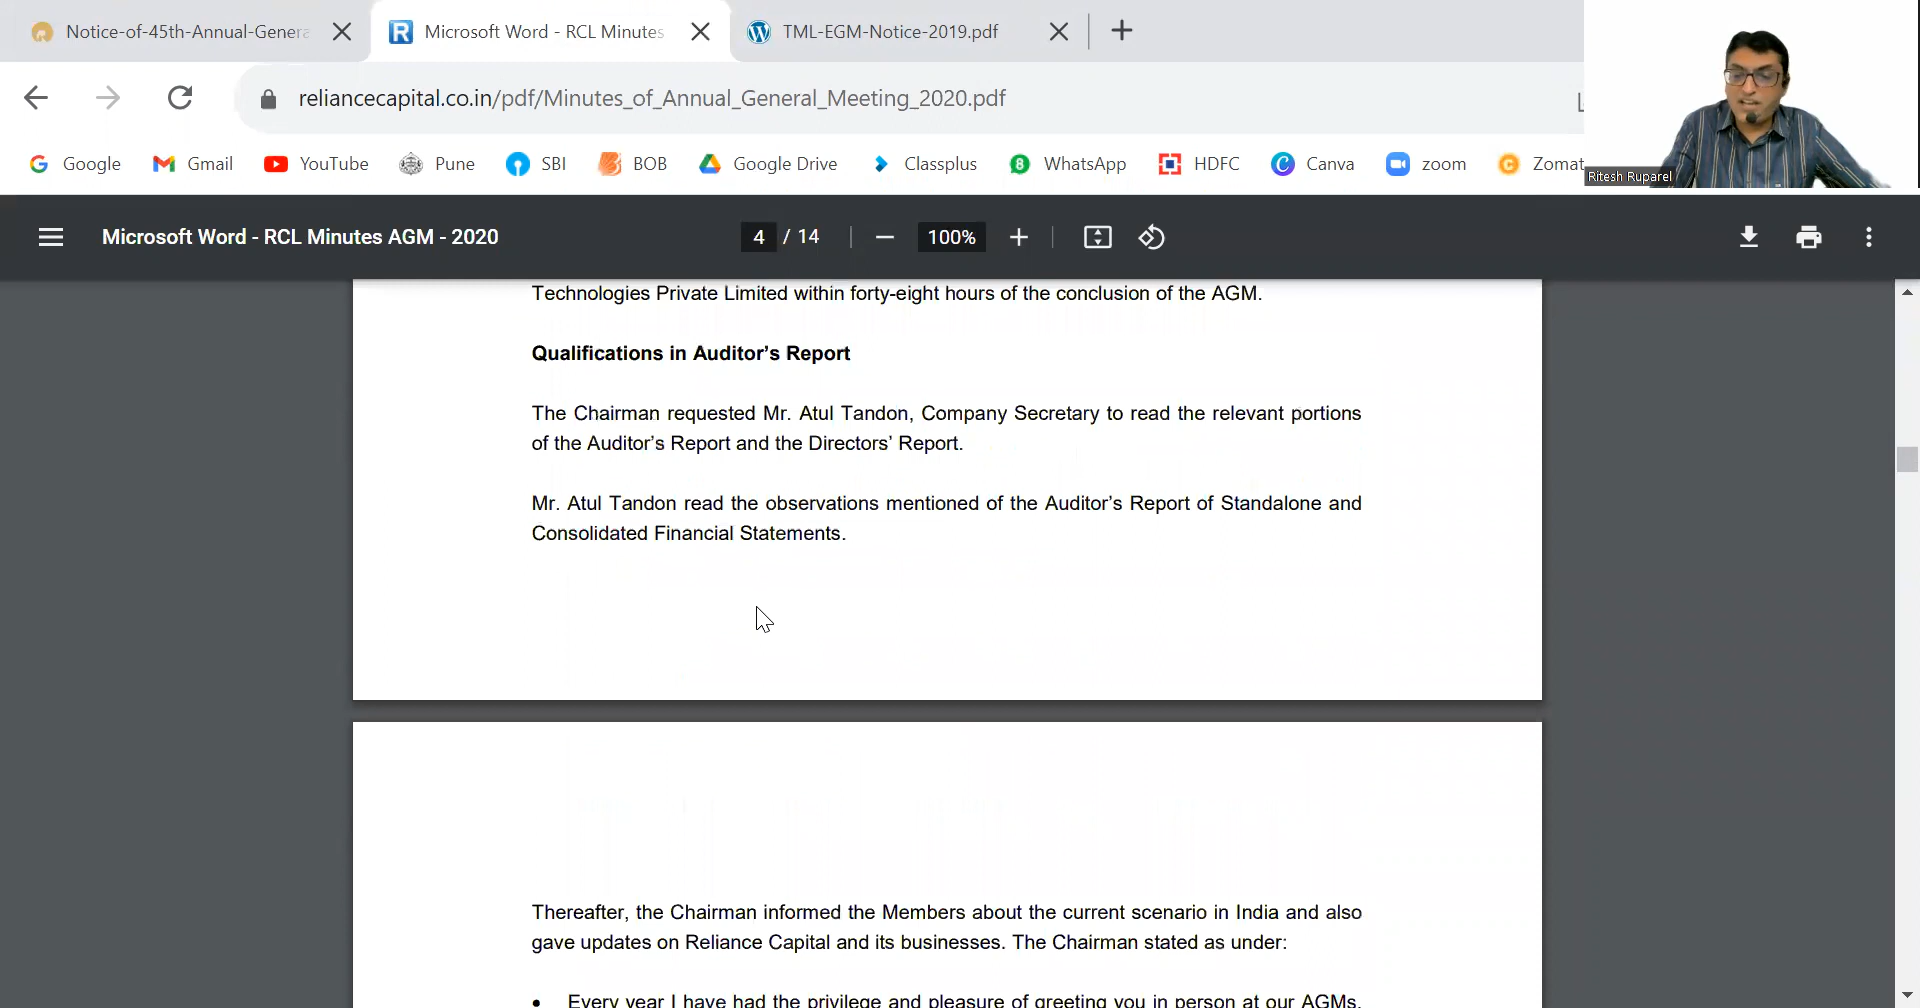 Notice-of-45th-Annual-Genera
Microsoft Word - RCL Minutes
TML-EGM-Notice-2019.pdf
reliancecapital.co.in/pdf/Minutes_of_Annual_General_Meeting_2020.pdf
Google Gmail YouTube Pune SBI BOB Google Drive Classplus WhatsApp HDFC Canva zoom Zomat
Ritesh Ruparel
Microsoft Word - RCL Minutes AGM - 2020
4 / 14
100%
Technologies Private Limited within forty-eight hours of the conclusion of the AGM.
Qualifications in Auditor's Report
The Chairman requested Mr. Atul Tandon, Company Secretary to read the relevant portions
of the Auditor's Report and the Directors' Report.
Mr. Atul Tandon read the observations mentioned of the Auditor's Report of Standalone and
Consolidated Financial Statements.
Thereafter, the Chairman informed the Members about the current scenario in India and also
gave updates on Reliance Capital and its businesses. The Chairman stated as under:
• Every year I have had the privilege and pleasure of greeting you in person at our AGMs.